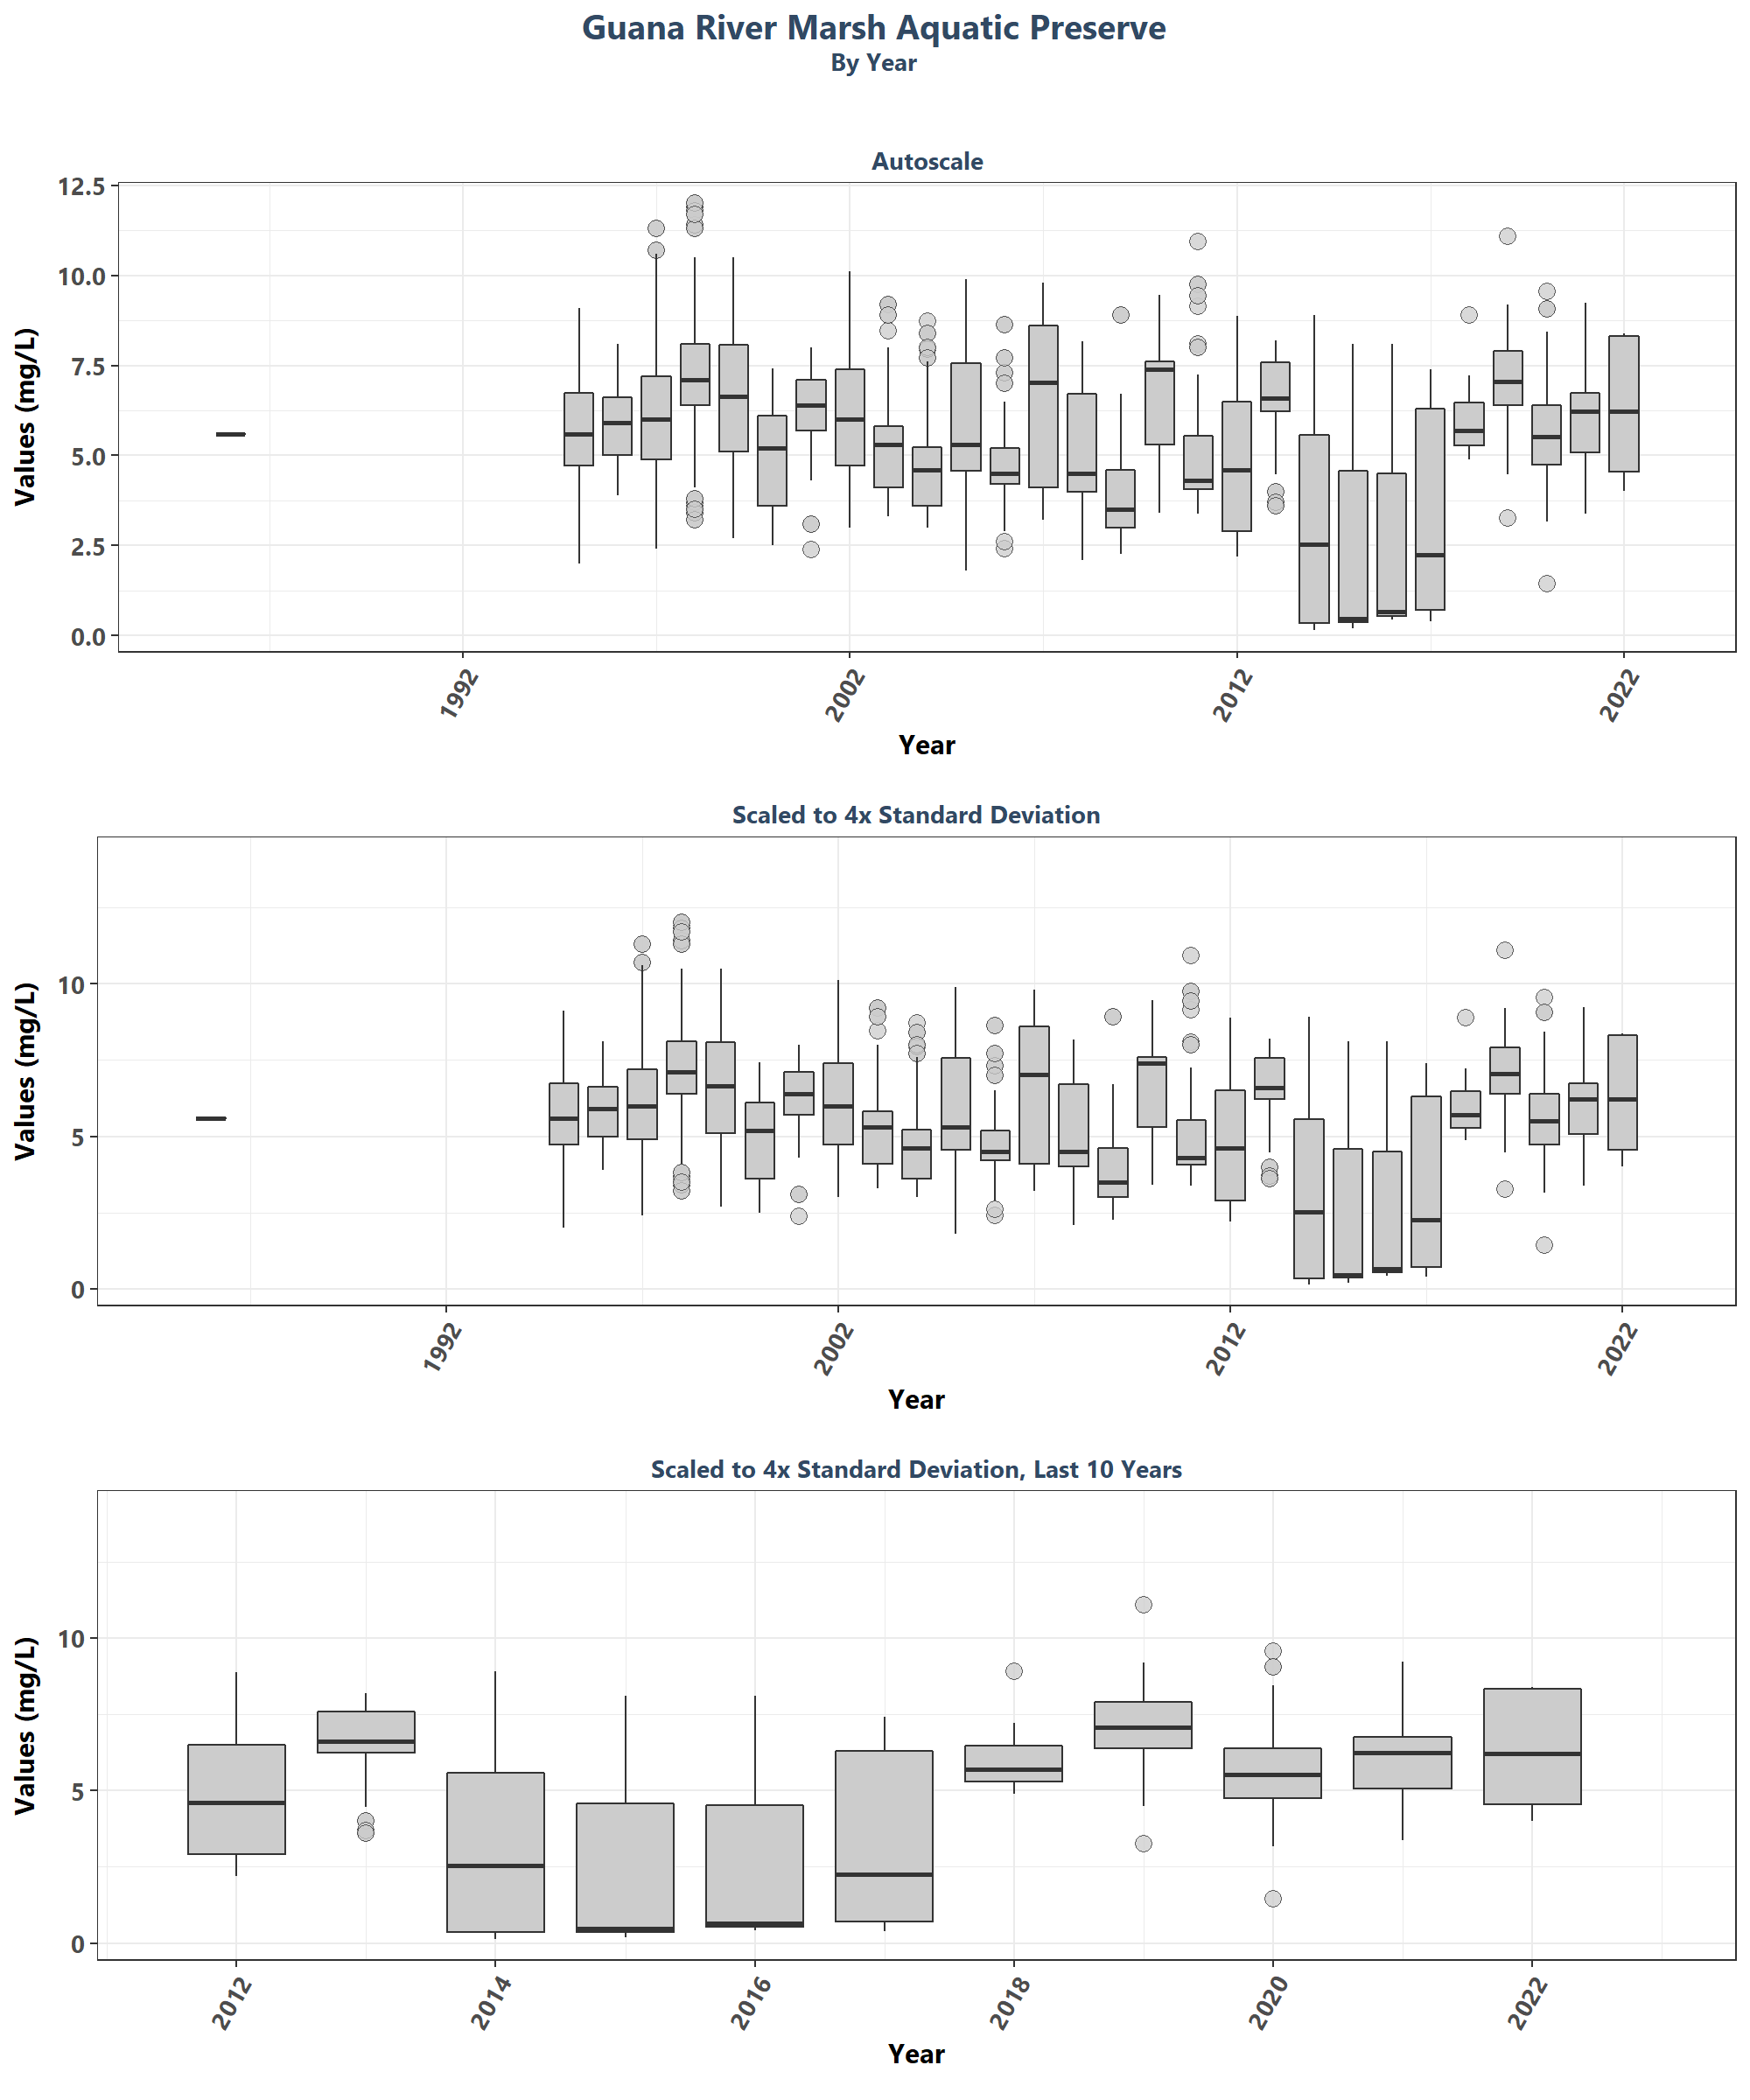 Guana River Marsh Aquatic Preserve
By Year
Autoscale
Values (mg/L)
12.5
10.0
7.5
5.0
2.5
0.0
1992
2002
2012
2022
Year
Scaled to 4x Standard Deviation
Values (mg/L)
10
5
0
1992
2002
2012
2022
Year
Scaled to 4x Standard Deviation, Last 10 Years
Values (mg/L)
10
5
0
2012
2014
2016
2018
2020
2022
Year